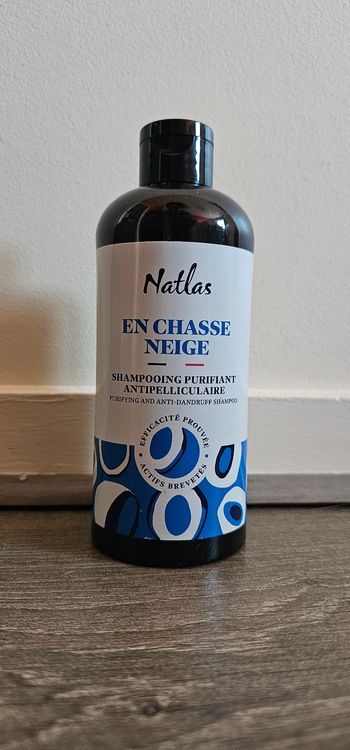 Natlas
EN CHASSE
NEIGE
SHAMPOOING PURIFIANT
ANTIPELLICULAIRE
PURIFYING AND ANTI-DANDRUFF SHAMPOO
EFFICACITÉ PROUVÉE
ACTIFS BREVETÉS